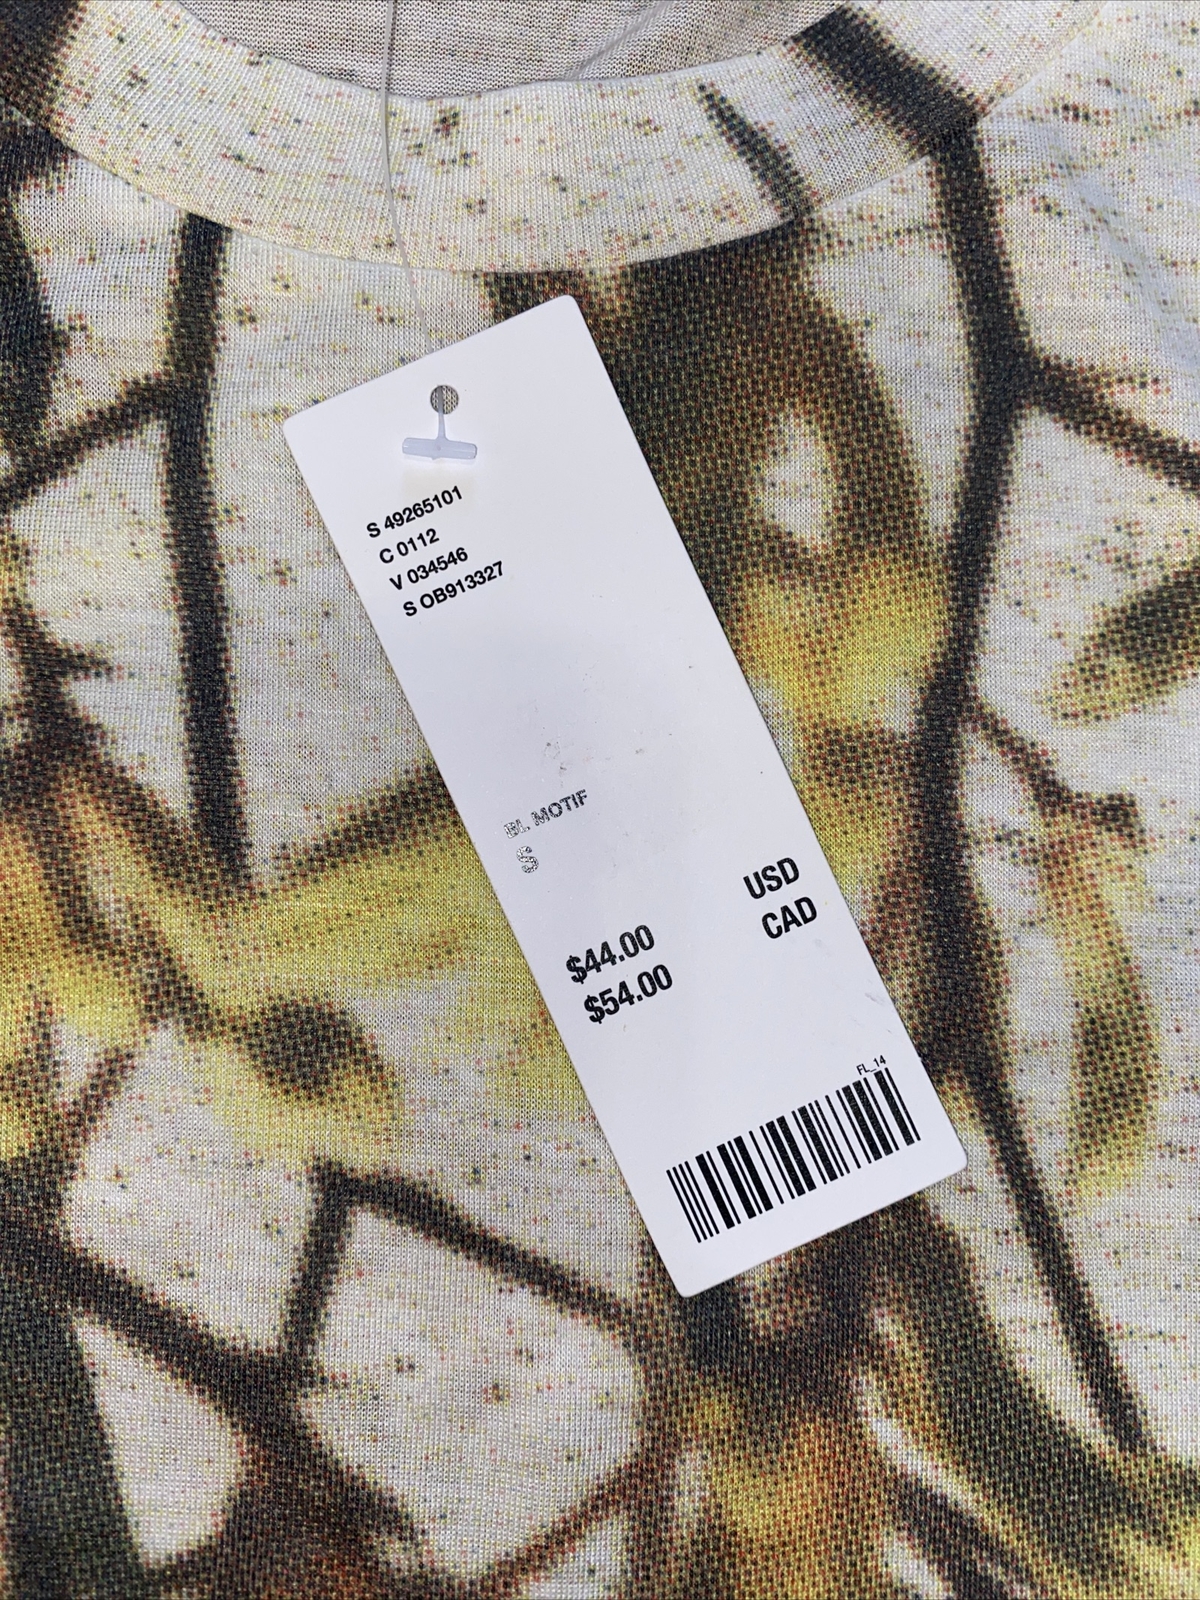 S 49265101
C 0112
V 034546
S OB913327
BL MOTIF
S
$44.00 USD
$54.00 CAD
FL_14